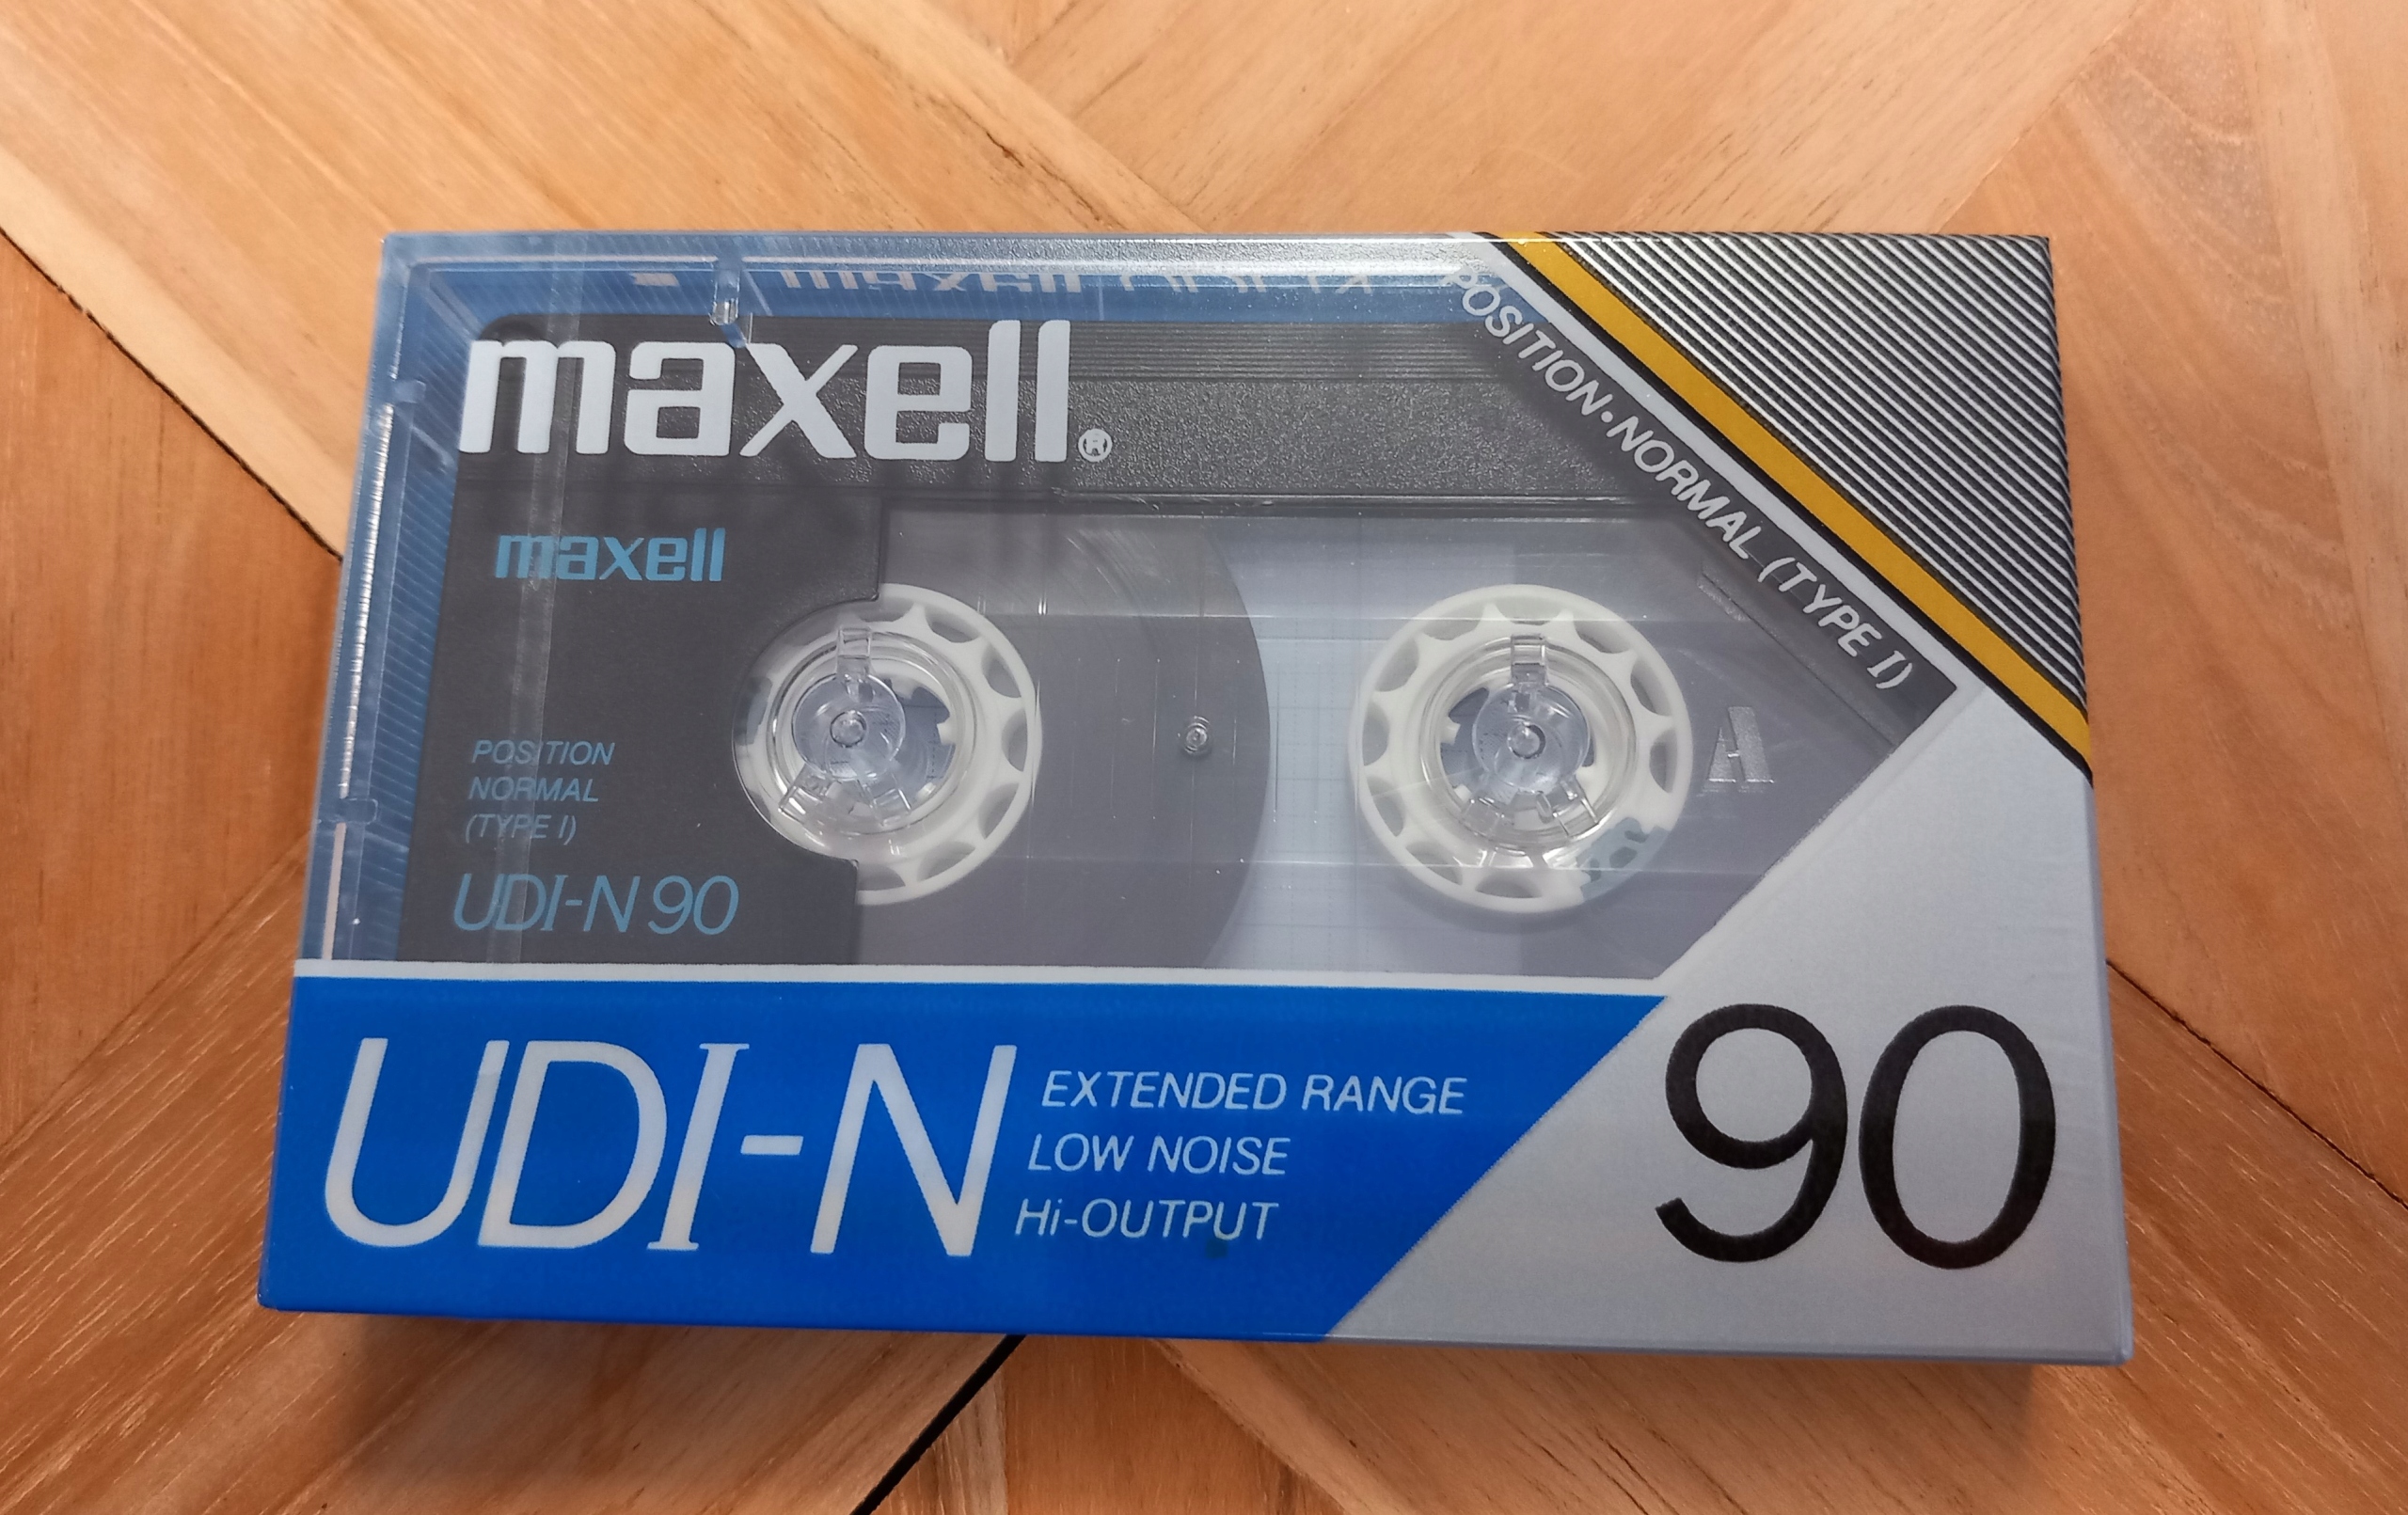 maxell®
POSITION•NORMAL (TYPE I)
maxell
POSITION
NORMAL
(TYPE I)
UDI-N 90
A
UDI-N
EXTENDED RANGE
LOW NOISE
Hi-OUTPUT
90